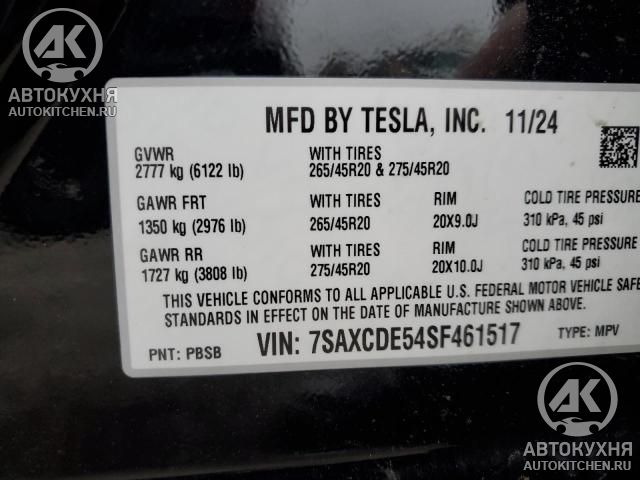 АК
АВТОКУХНЯ
AUTOKITCHEN.RU
MFD BY TESLA, INC. 11/24
GVWR
2777 kg (6122 lb)
WITH TIRES
265/45R20 & 275/45R20
GAWR FRT
1350 kg (2976 lb)
WITH TIRES
265/45R20
RIM
20X9.0J
COLD TIRE PRESSURE
310 kPa, 45 psi
GAWR RR
1727 kg (3808 lb)
WITH TIRES
275/45R20
RIM
20X10.0J
COLD TIRE PRESSURE
310 kPa, 45 psi
THIS VEHICLE CONFORMS TO ALL APPLICABLE U.S. FEDERAL MOTOR VEHICLE SAFE
STANDARDS IN EFFECT ON THE DATE OF MANUFACTURE SHOWN ABOVE.
PNT: PBSB
VIN: 7SAXCDE54SF461517
TYPE: MPV
АК
АВТОКУХНЯ
AUTOKITCHEN.RU